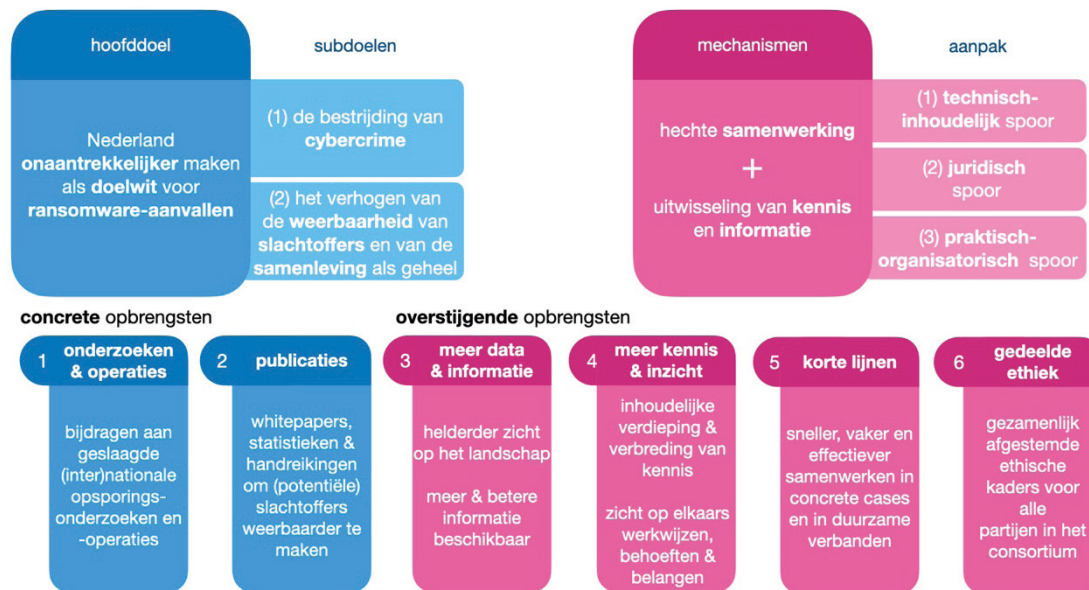 hoofddoel
subdoelen
Nederland
onaantrekkelijker maken
als doelwit voor
ransomware-aanvallen
(1) de bestrijding van
cybercrime
(2) het verhogen van
de weerbaarheid van
slachtoffers en van de
samenleving als geheel
mechanismen
aanpak
hechte samenwerking
+
uitwisseling van kennis
en informatie
(1) technisch-
inhoudelijk spoor
(2) juridisch
spoor
(3) praktisch-
organisatorisch spoor
concrete opbrengsten
overstijgende opbrengsten
1 onderzoeken
& operaties
bijdragen aan
geslaagde
(inter)nationale
opsporings-
onderzoeken en
-operaties
2 publicaties
whitepapers,
statistieken &
handreikingen
om (potentiële)
slachtoffers
weerbaarder te
maken
3 meer data
& informatie
helderder zicht
op het landschap
meer & betere
informatie
beschikbaar
4 meer kennis
& inzicht
inhoudelijke
verdieping &
verbreding van
kennis
zicht op elkaars
werkwijzen,
behoeften &
belangen
5 korte lijnen
sneller, vaker en
effectiever
samenwerken in
concrete cases
en in duurzame
verbanden
6 gedeelde
ethiek
gezamenlijk
afgestemde
ethische
kaders voor
alle
partijen in het
consortium